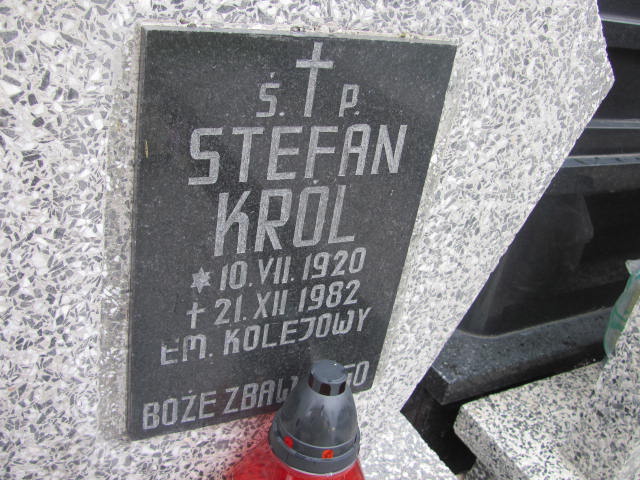 Ś. P.
STEFAN
KRÓL
10. VII. 1920
21. XII 1982
EM. KOLEJOWY
BOŻE